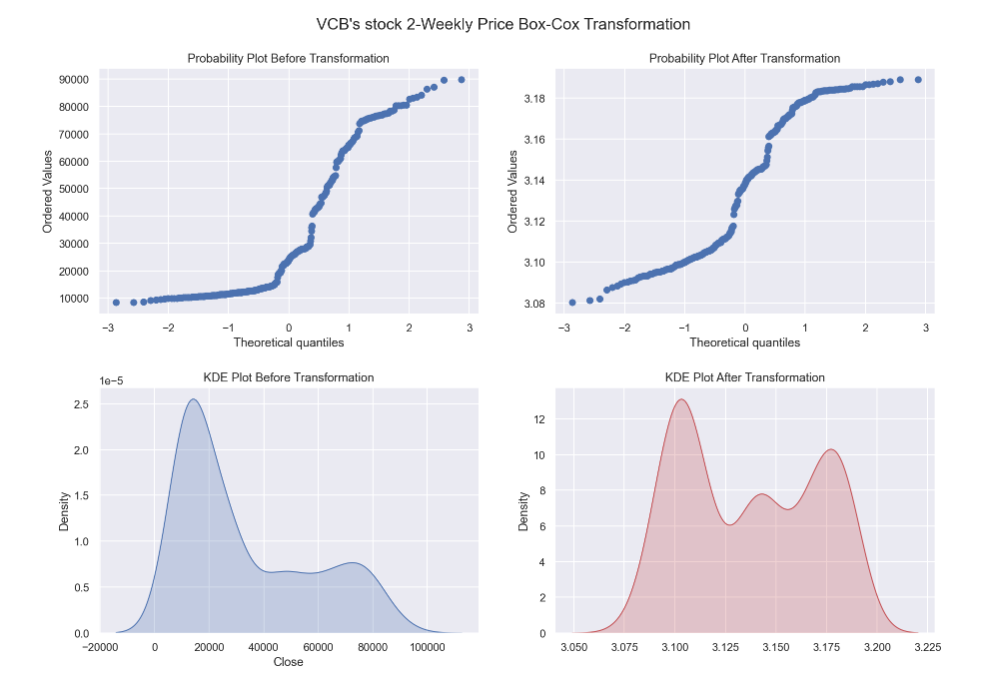 VCB's stock 2-Weekly Price Box-Cox Transformation
Probability Plot Before Transformation
Ordered Values
90000
80000
70000
60000
50000
40000
30000
20000
10000
−3 −2 −1 0 1 2 3
Theoretical quantiles
Probability Plot After Transformation
Ordered Values
3.18
3.16
3.14
3.12
3.10
3.08
−3 −2 −1 0 1 2 3
Theoretical quantiles
KDE Plot Before Transformation
1e−5
Density
2.5
2.0
1.5
1.0
0.5
0.0
−20000 0 20000 40000 60000 80000 100000
Close
KDE Plot After Transformation
Density
12
10
8
6
4
2
0
3.050 3.075 3.100 3.125 3.150 3.175 3.200 3.225